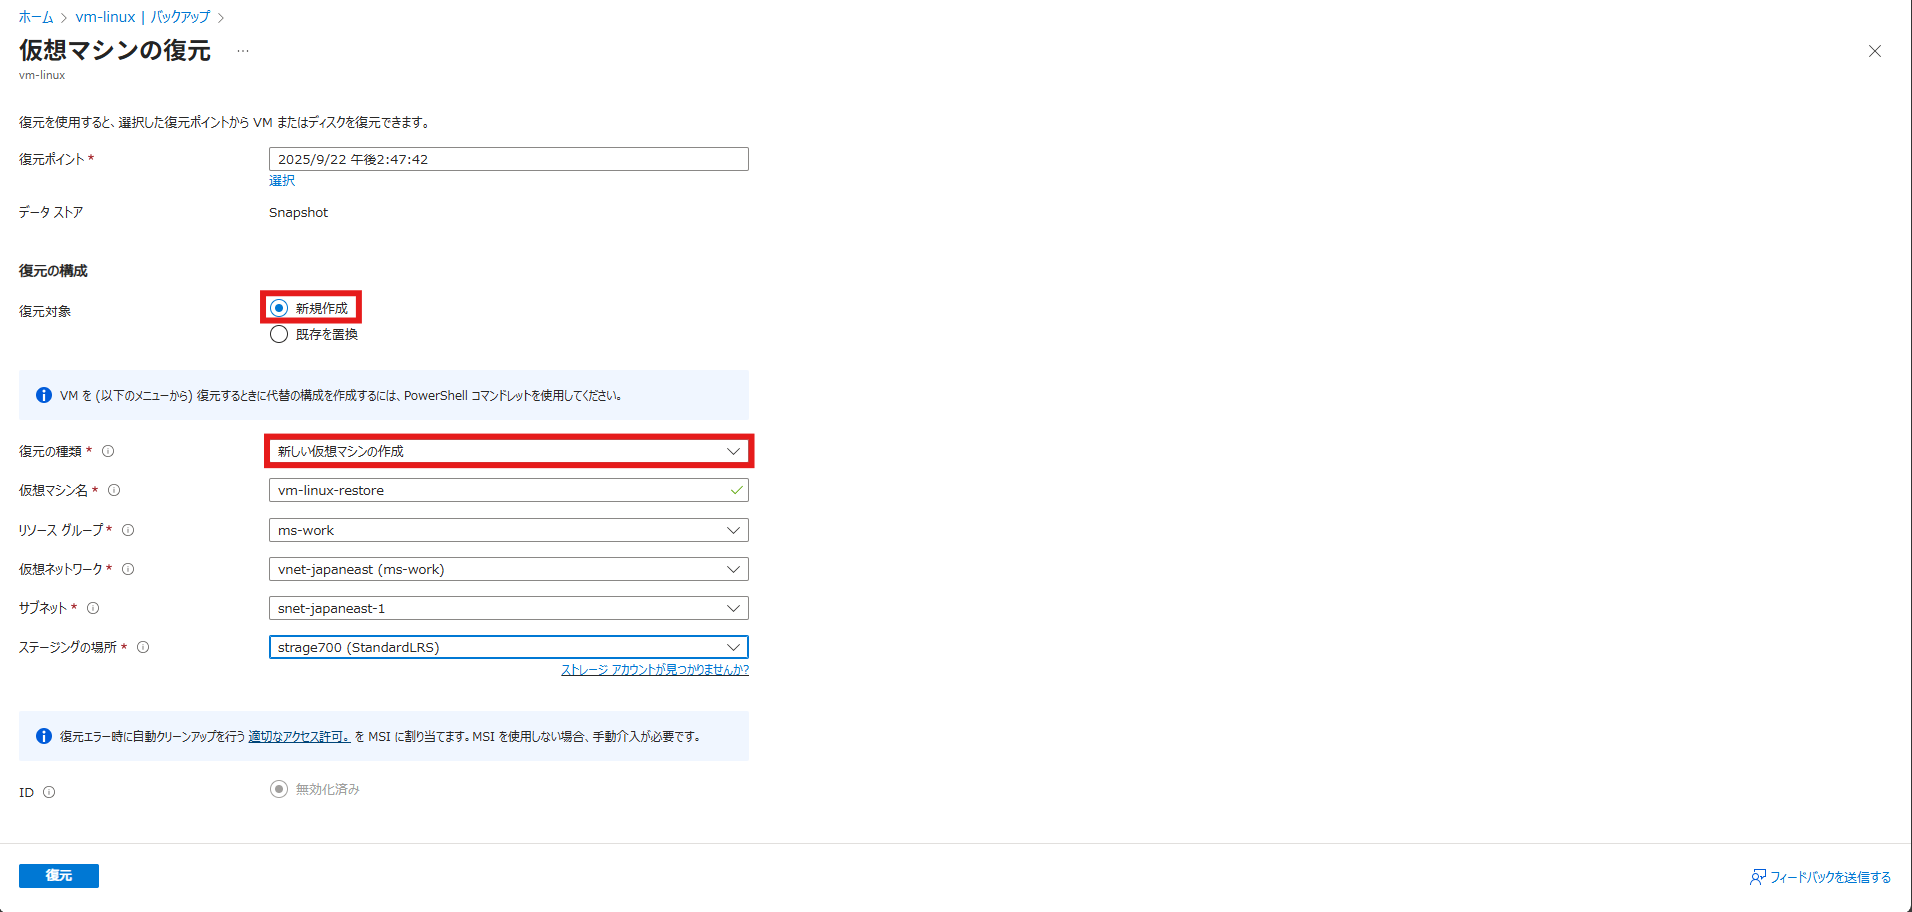 ホーム > vm-linux | バックアップ >
仮想マシンの復元 …
vm-linux
復元を使用すると、選択した復元ポイントから VM またはディスクを復元できます。
復元ポイント * 2025/9/22 午後2:47:42
選択
データ ストア Snapshot
復元の構成
復元対象 新規作成
既存を置換
VM を (以下のメニューから) 復元するときに代替の構成を作成するには、PowerShell コマンドレットを使用してください。
復元の種類 * 新しい仮想マシンの作成
仮想マシン名 * vm-linux-restore
リソース グループ * ms-work
仮想ネットワーク * vnet-japaneast (ms-work)
サブネット * snet-japaneast-1
ステージングの場所 * strage700 (StandardLRS)
ストレージ アカウントが見つかりませんか?
復元エラー時に自動クリーンアップを行う 適切なアクセス許可。 を MSI に割り当てます。MSI を使用しない場合、手動介入が必要です。
ID 無効化済み
復元 フィードバックを送信する